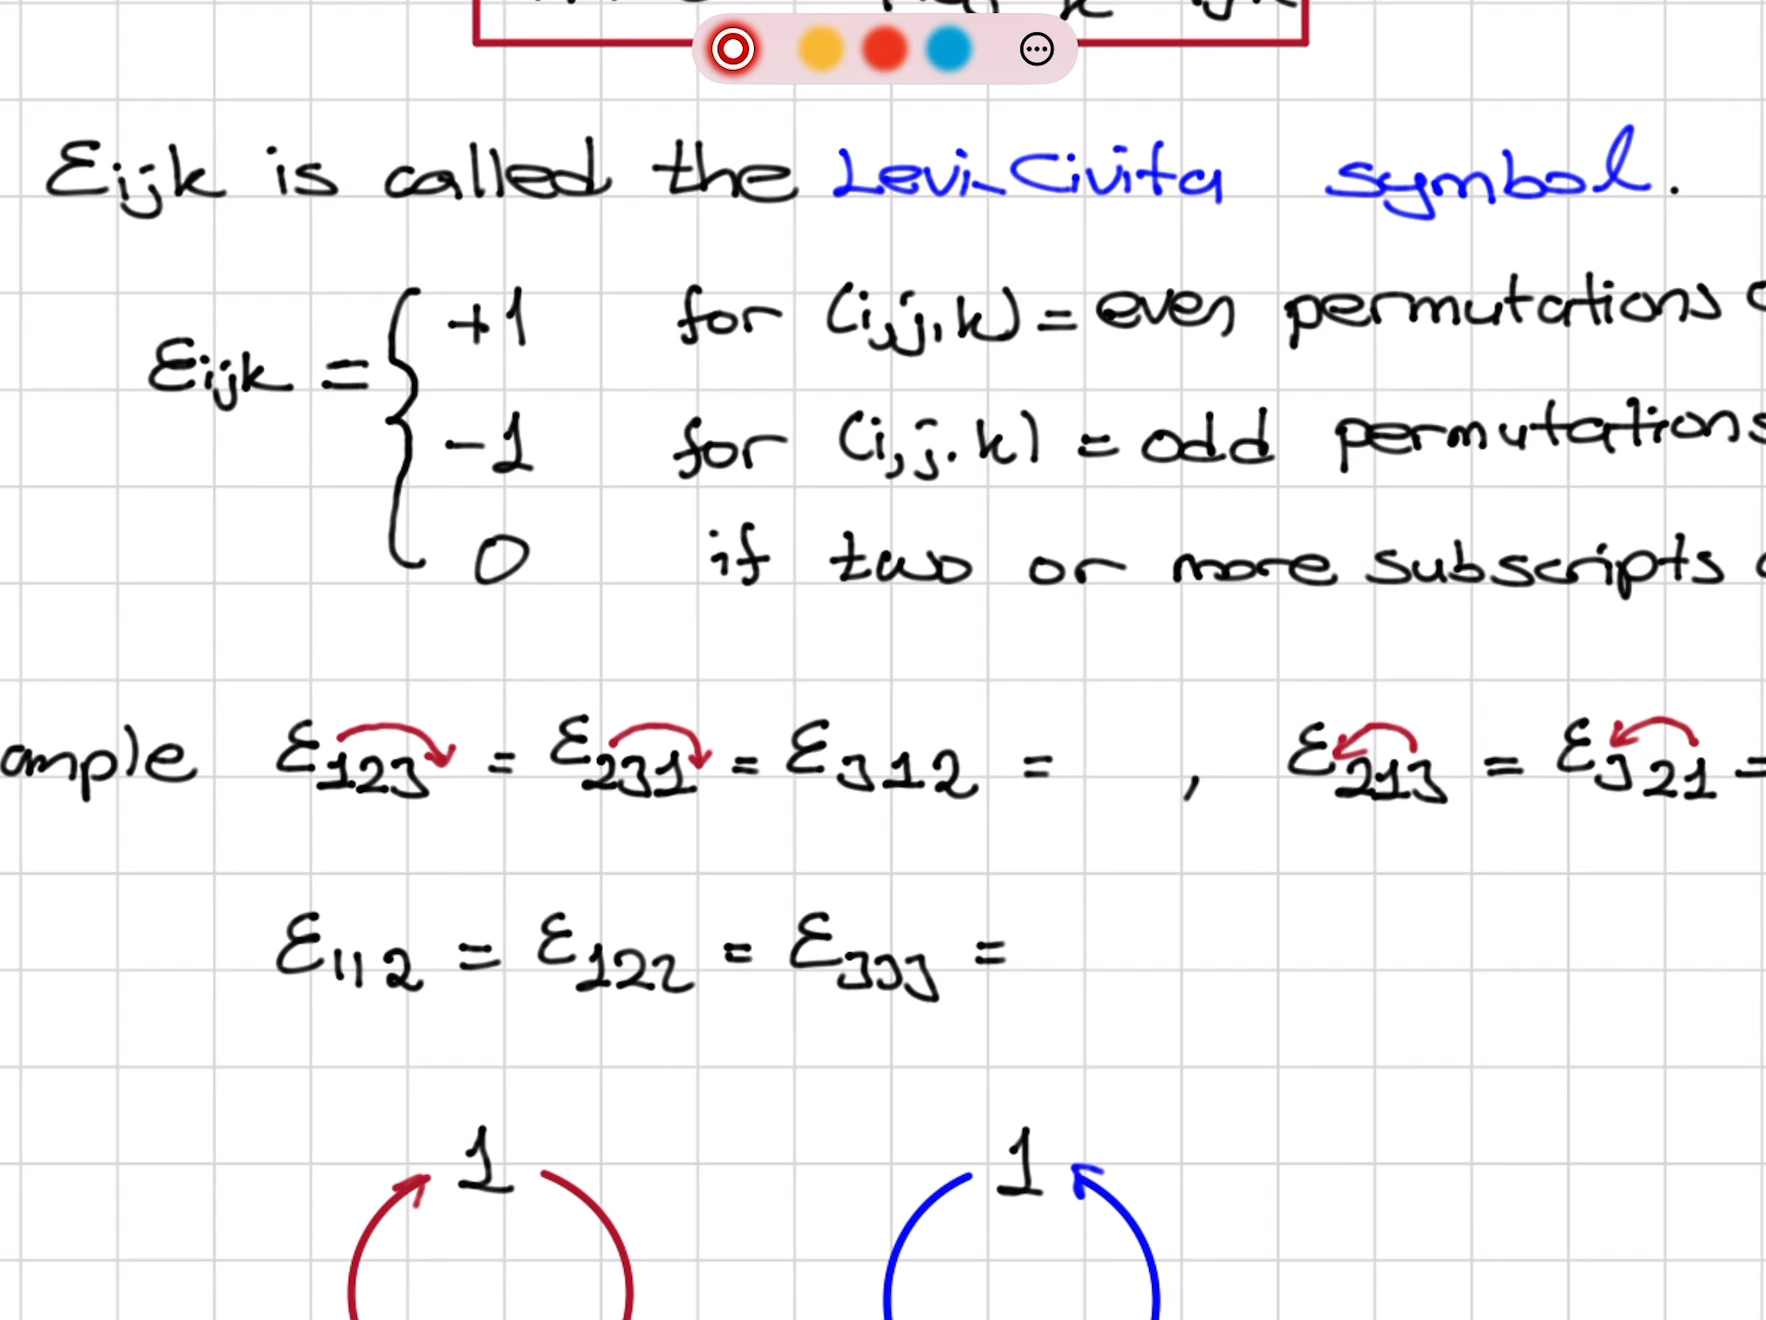 εijk is called the Levi-Civita symbol.
εijk = { +1 for (i,j,k) = even permutations
-1 for (i,j.k) = odd permutations
0 if two or more subscripts
ample ε123 = ε231 = ε312 = , ε213 = ε321 =
ε112 = ε122 = ε333 =
1 1